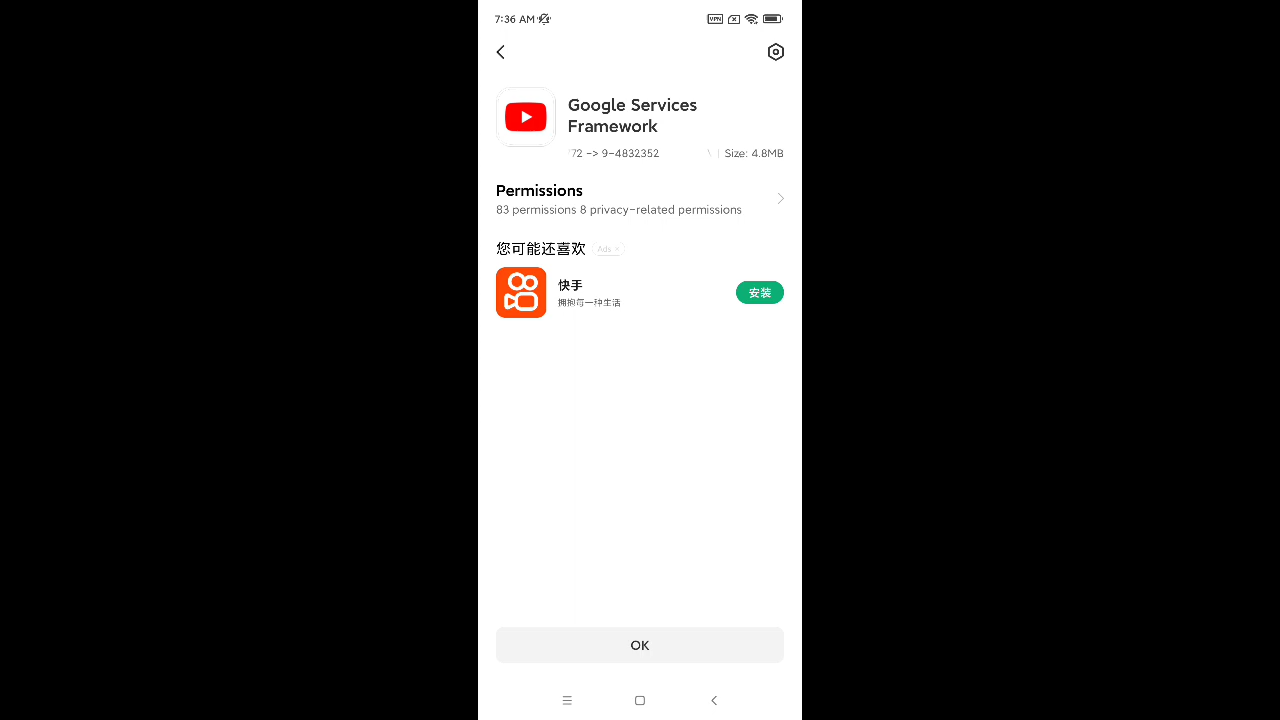 7:36 AM
VPN
Google Services
Framework
72 -> 9-4832352
Size: 4.8MB
Permissions
83 permissions 8 privacy-related permissions
您可能还喜欢
Ads ×
快手
拥抱每一种生活
安装
OK